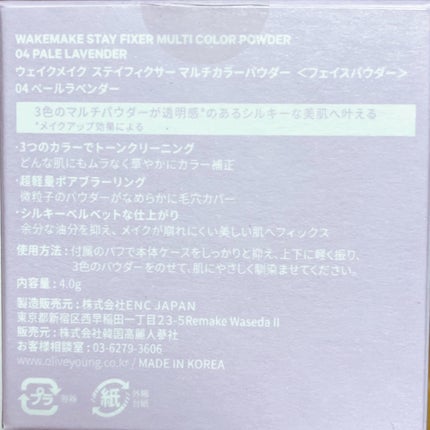 WAKEMAKE STAY FIXER MULTI COLOR POWDER
04 PALE LAVENDER
ウェイクメイク ステイフィクサー マルチカラーパウダー <フェイスパウダー>
04 ペールラベンダー
3色のマルチパウダーが透明感*のあるシルキーな美肌へ叶える
*メイクアップ効果による
・3つのカラーでトーンクリーニング
どんな肌にもムラなく華やかにカラー補正
・超軽量ポアブラーリング
微粒子のパウダーがなめらかに毛穴カバー
・シルキーベルベットな仕上がり
余分な油分を抑え、メイクが崩れにくい美しい肌へフィックス
使用方法：付属のパフで本体ケースをしっかりと抑え、上下に軽く振り、
3色のパウダーをのせて、肌にやさしく馴染ませてください。
内容量：4.0g
製造販売元：株式会社ENC JAPAN
東京都新宿区西早稲田一丁目23-5Remake Waseda II
販売元：株式会社韓国高麗人蔘社
お客様相談室：03-6279-3606
www.oliveyoung.co.kr / MADE IN KOREA
プラ 容器 紙 外箱
台紙